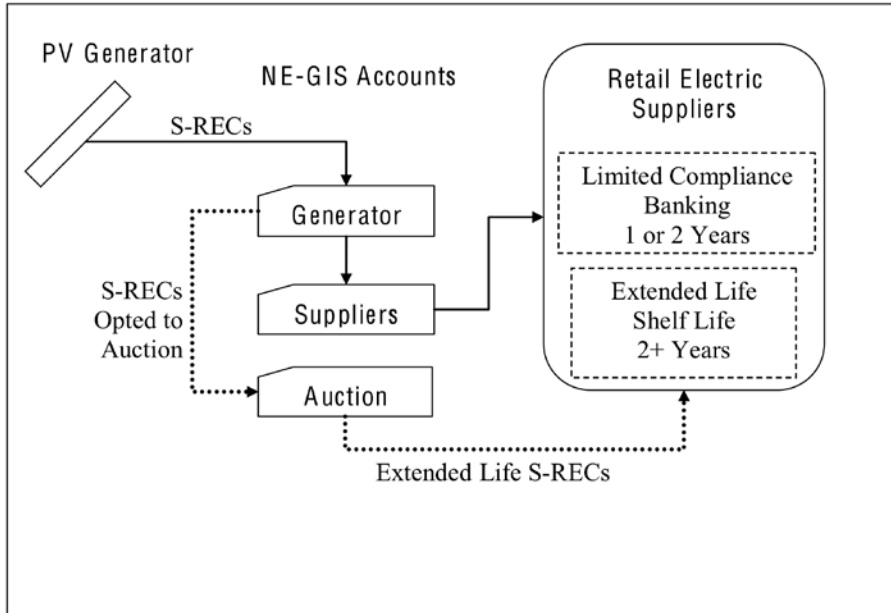 PV Generator
NE-GIS Accounts
S-RECs
Generator
Suppliers
S-RECs
Opted to
Auction
Auction
Extended Life S-RECs
Retail Electric
Suppliers
Limited Compliance
Banking
1 or 2 Years
Extended Life
Shelf Life
2+ Years